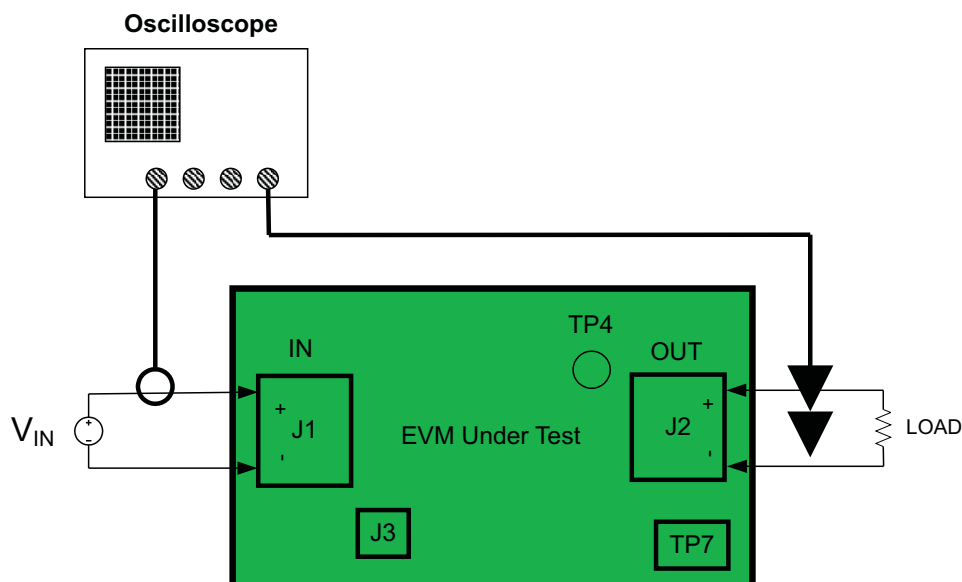 Oscilloscope
TP4
IN
OUT
+
+
J1
J2
EVM Under Test
-
-
V_IN
+
-
LOAD
J3
TP7